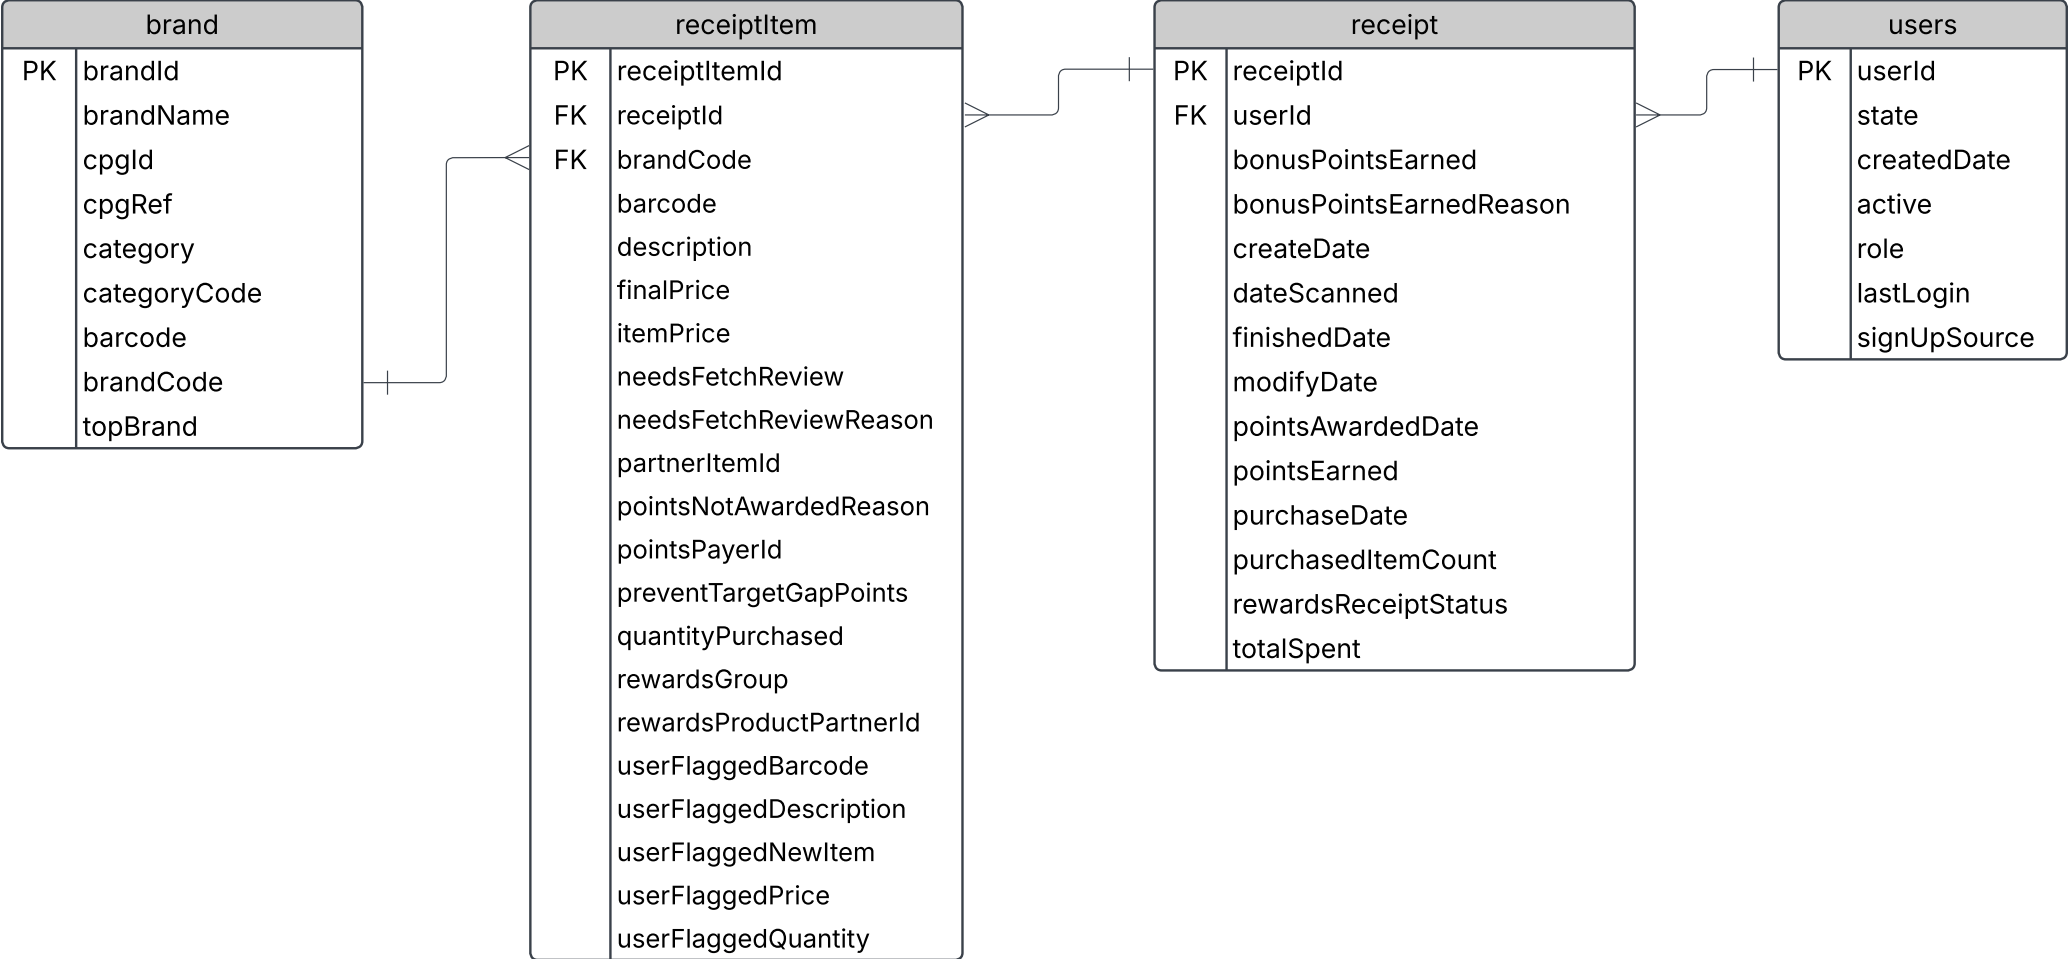 brand
PK brandId
brandName
cpgId
cpgRef
category
categoryCode
barcode
brandCode
topBrand
receiptItem
PK receiptItemId
FK receiptId
FK brandCode
barcode
description
finalPrice
itemPrice
needsFetchReview
needsFetchReviewReason
partnerItemId
pointsNotAwardedReason
pointsPayerId
preventTargetGapPoints
quantityPurchased
rewardsGroup
rewardsProductPartnerId
userFlaggedBarcode
userFlaggedDescription
userFlaggedNewItem
userFlaggedPrice
userFlaggedQuantity
receipt
PK receiptId
FK userId
bonusPointsEarned
bonusPointsEarnedReason
createDate
dateScanned
finishedDate
modifyDate
pointsAwardedDate
pointsEarned
purchaseDate
purchasedItemCount
rewardsReceiptStatus
totalSpent
users
PK userId
state
createdDate
active
role
lastLogin
signUpSource